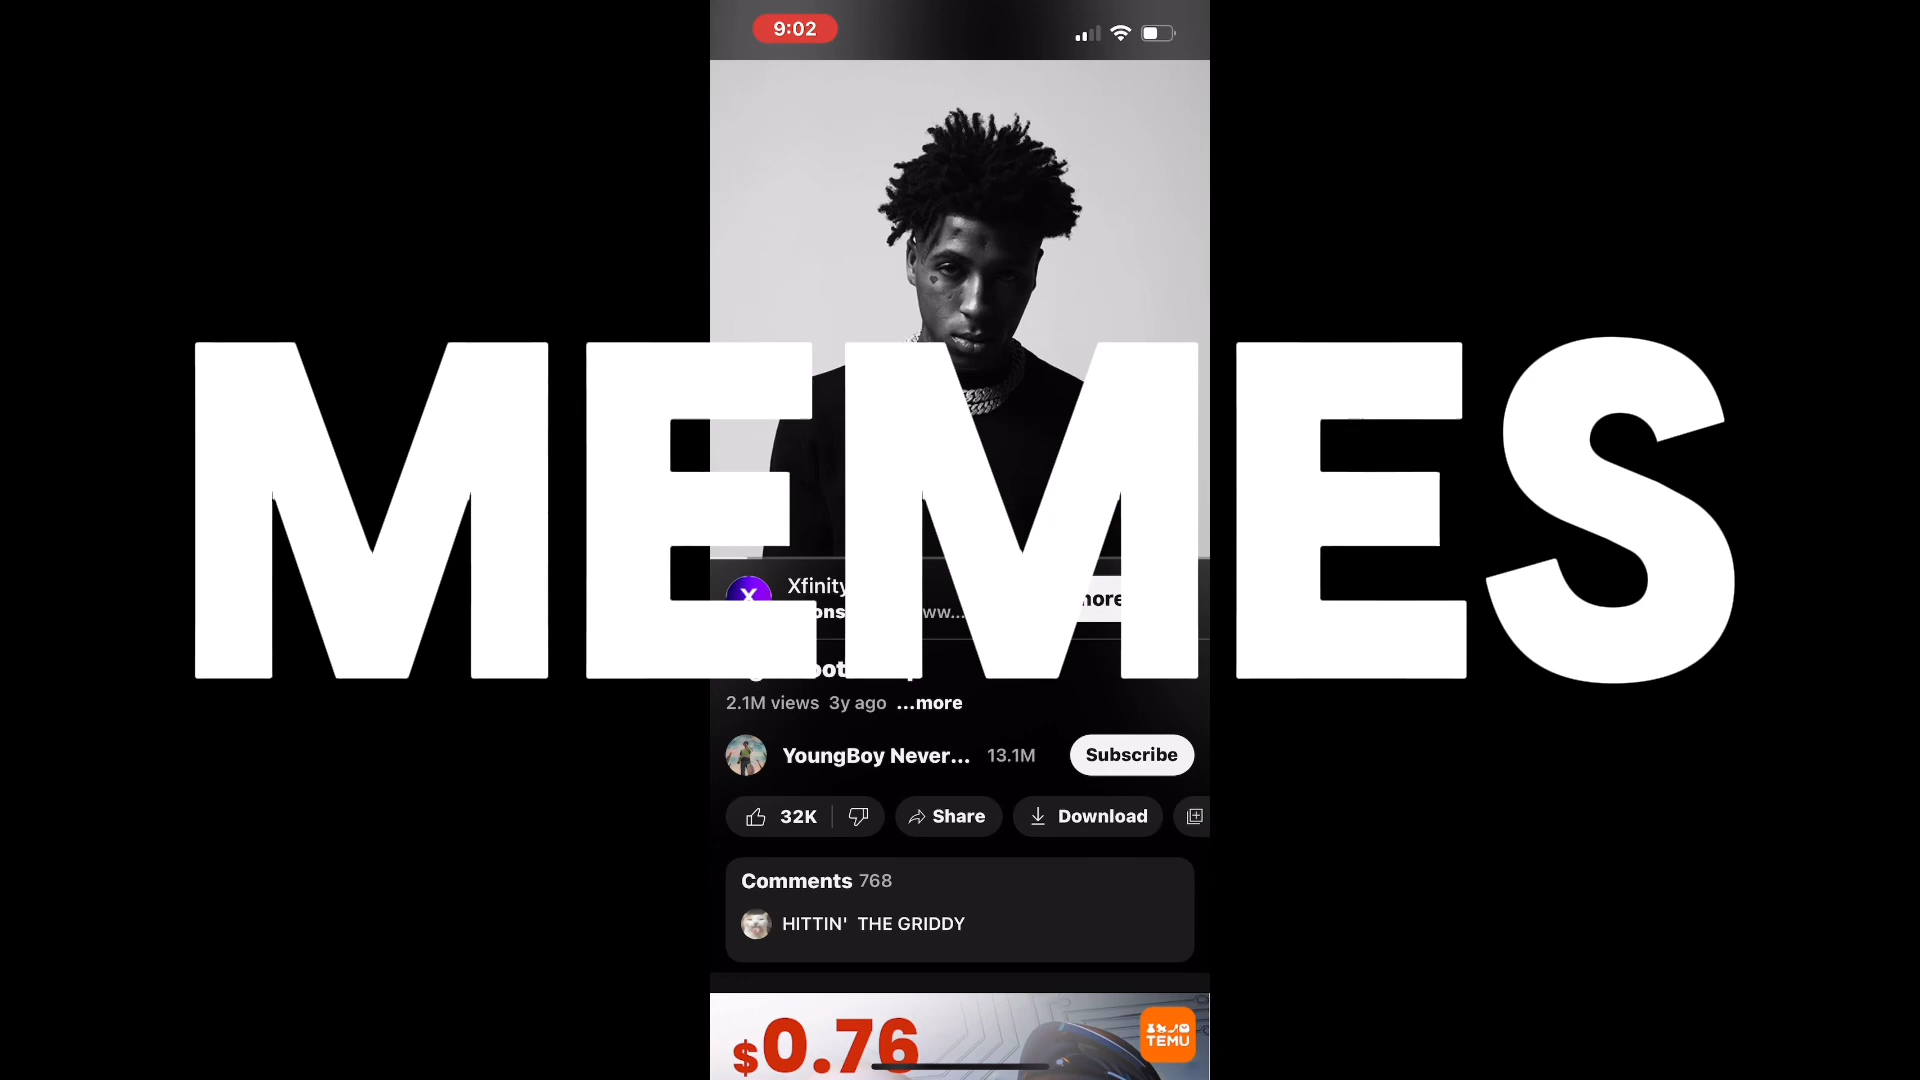 9:02
MEMES
Xfinity
2.1M views 3y ago ...more
YoungBoy Never... 13.1M Subscribe
32K Share Download
Comments 768
HITTIN' THE GRIDDY
$0.76
TEMU